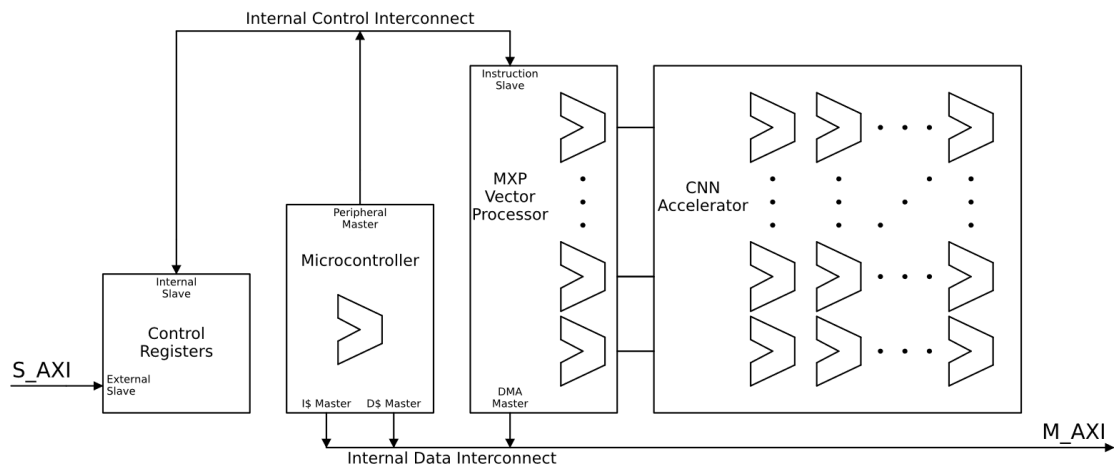 Internal Control Interconnect
Instruction
Slave
MXP
Vector
Processor
CNN
Accelerator
Peripheral
Master
Microcontroller
Internal
Slave
Control
Registers
S_AXI
External
Slave
I$ Master
D$ Master
DMA
Master
M_AXI
Internal Data Interconnect